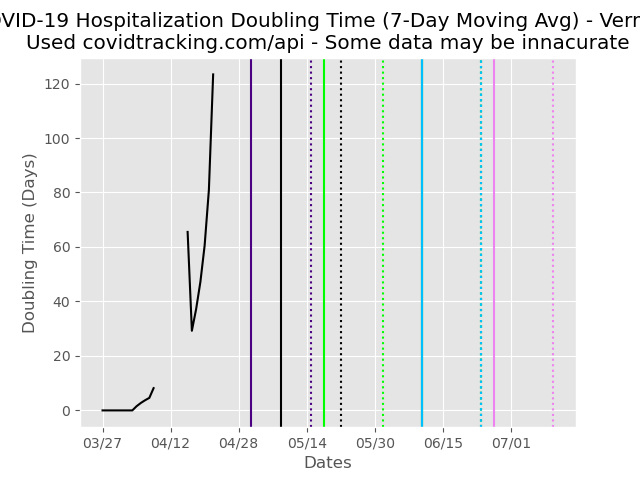 OVID-19 Hospitalization Doubling Time (7-Day Moving Avg) - Verm
Used covidtracking.com/api - Some data may be innacurate
120
100
80
60
40
20
0
Doubling Time (Days)
03/27 04/12 04/28 05/14 05/30 06/15 07/01
Dates